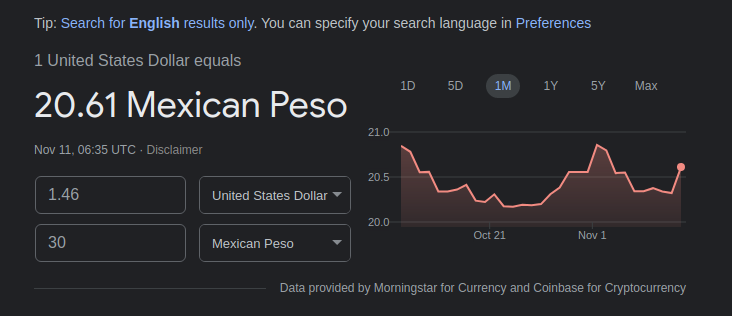 Tip: Search for English results only. You can specify your search language in Preferences
1 United States Dollar equals
20.61 Mexican Peso
Nov 11, 06:35 UTC · Disclaimer
1.46 United States Dollar
30 Mexican Peso
1D 5D 1M 1Y 5Y Max
21.0
20.5
20.0
Oct 21 Nov 1
Data provided by Morningstar for Currency and Coinbase for Cryptocurrency